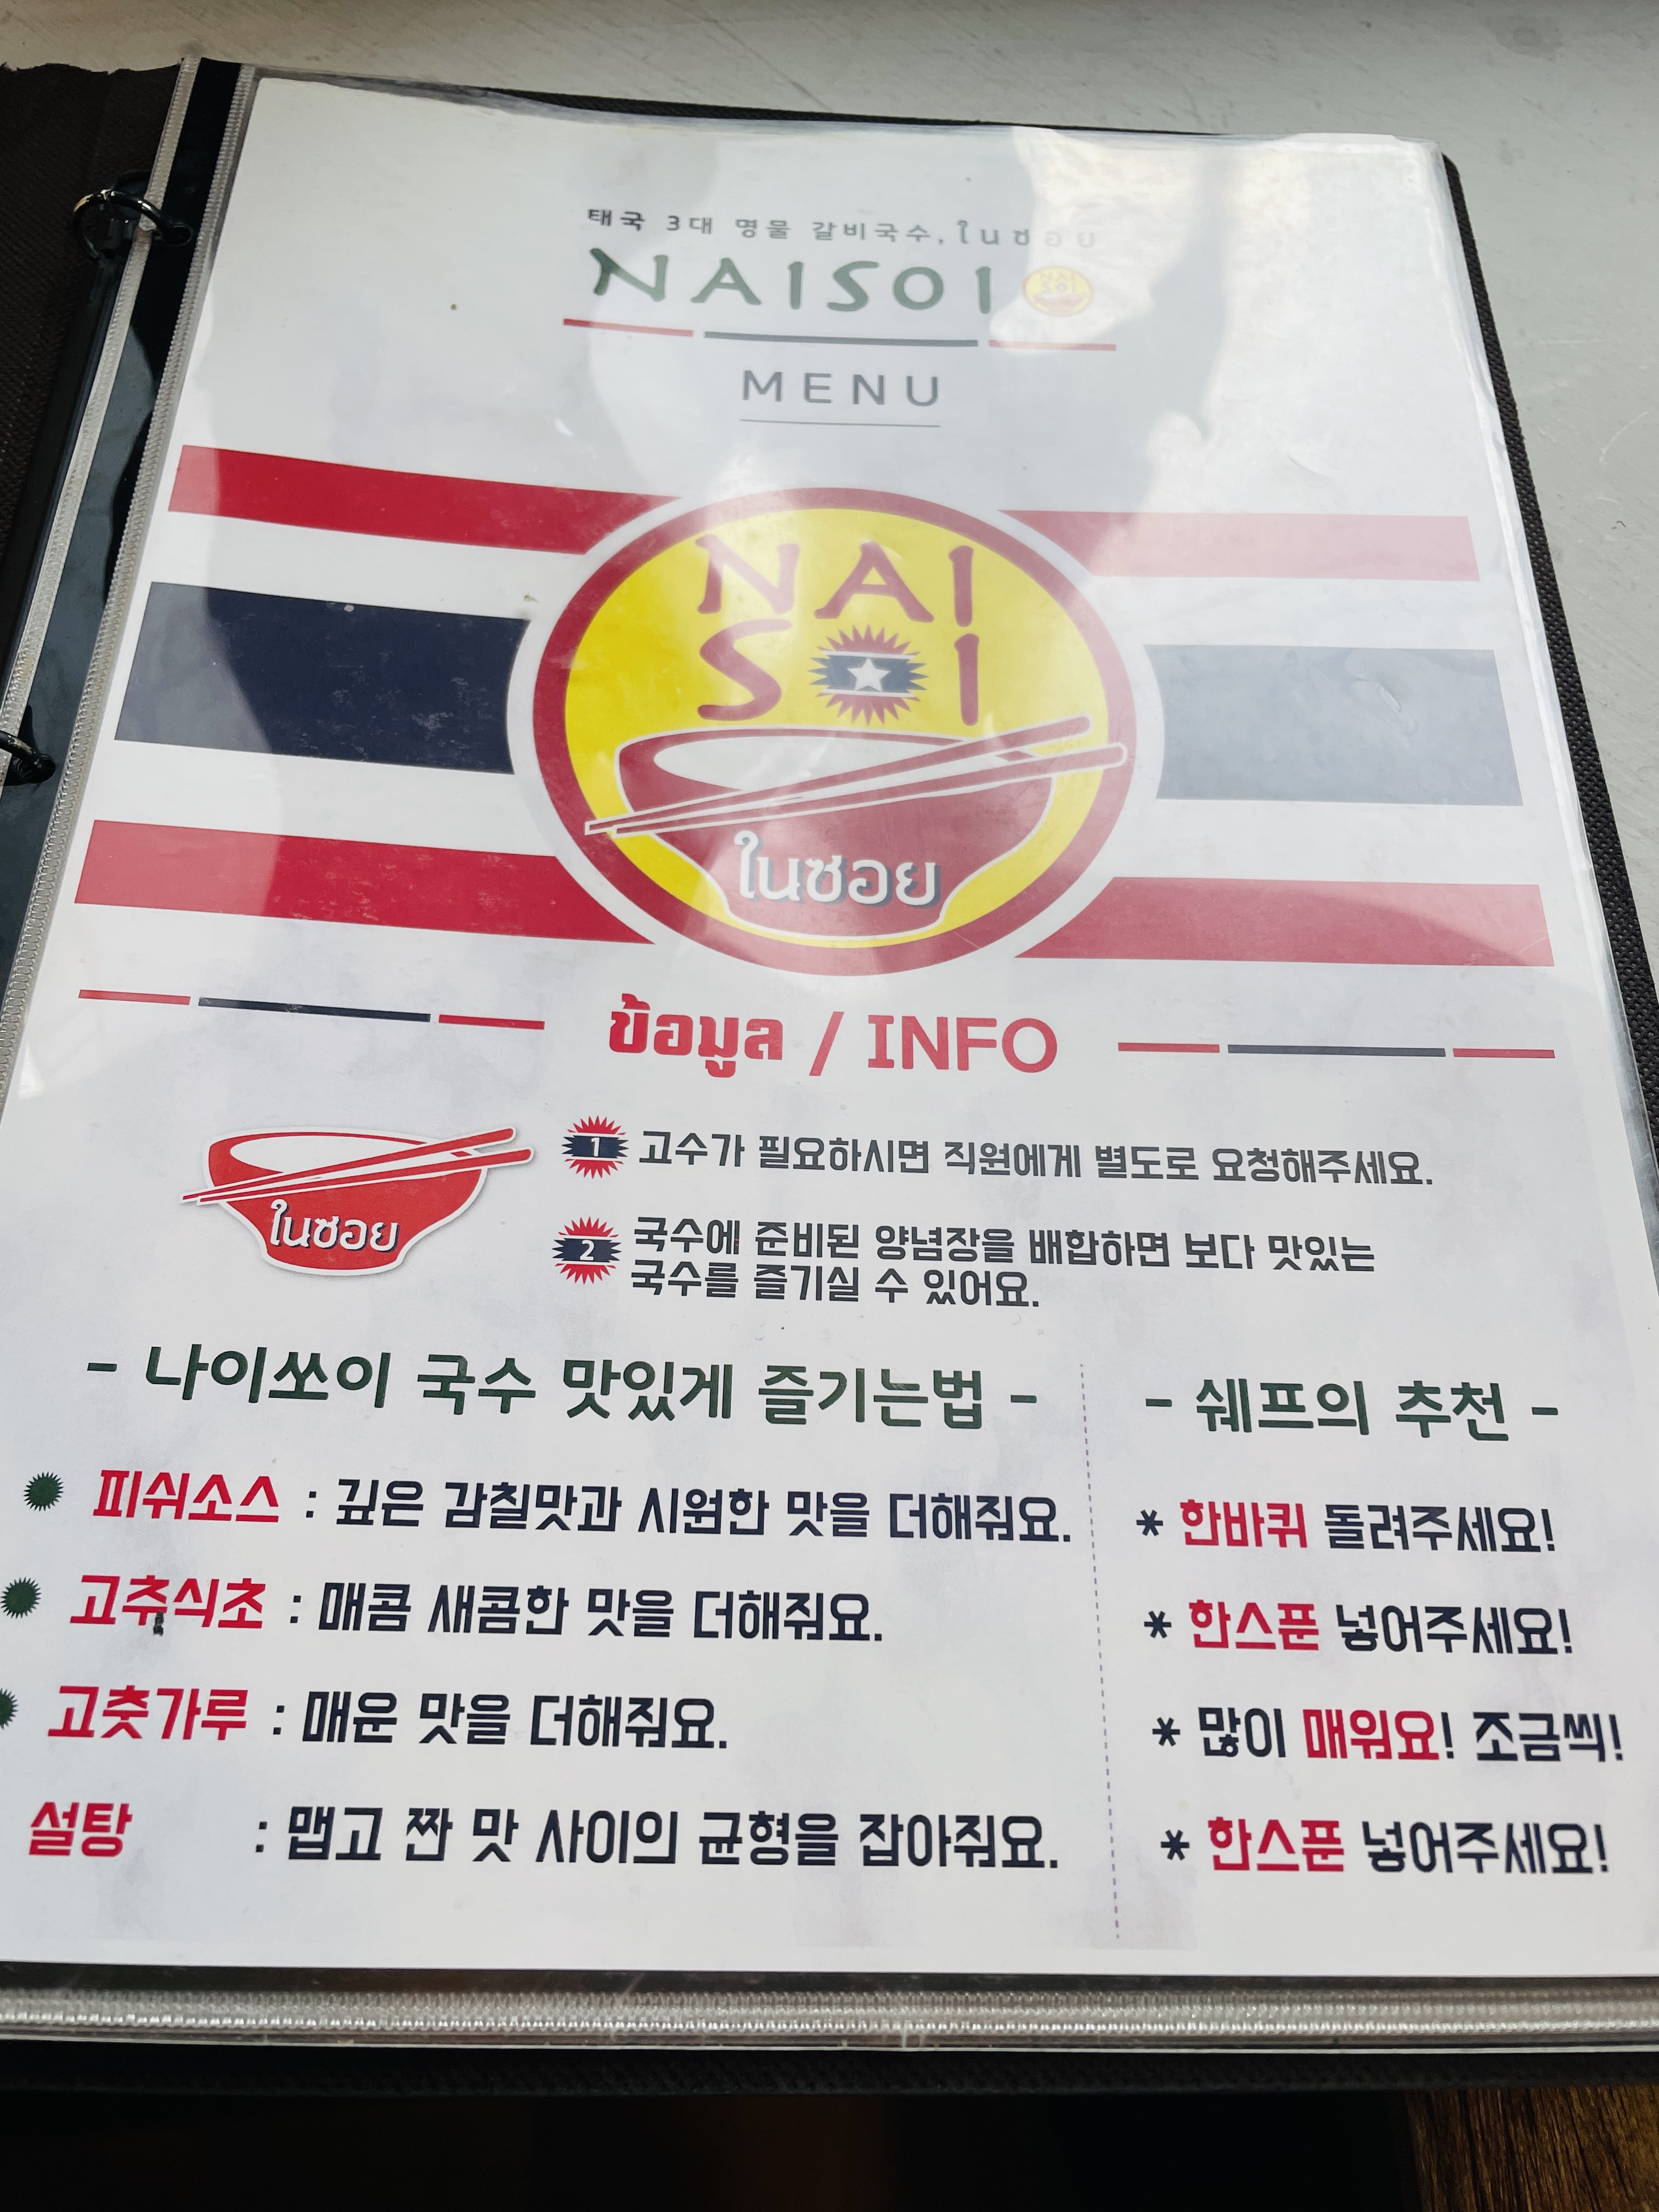 태국 3대 명물 갈비국수, ในซอย
NAISOI
MENU
NAI
SOI
ในซอย
ข้อมูล / INFO
ในซอย
1 고수가 필요하시면 직원에게 별도로 요청해주세요.
2 국수에 준비된 양념장을 배합하면 보다 맛있는
국수를 즐기실 수 있어요.
- 나이쏘이 국수 맛있게 즐기는법 -
피쉬소스 : 깊은 감칠맛과 시원한 맛을 더해줘요.
고추식초 : 매콤 새콤한 맛을 더해줘요.
고춧가루 : 매운 맛을 더해줘요.
설탕 : 맵고 짠 맛 사이의 균형을 잡아줘요.
- 쉐프의 추천 -
* 한바퀴 돌려주세요!
* 한스푼 넣어주세요!
* 많이 매워요! 조금씩!
* 한스푼 넣어주세요!